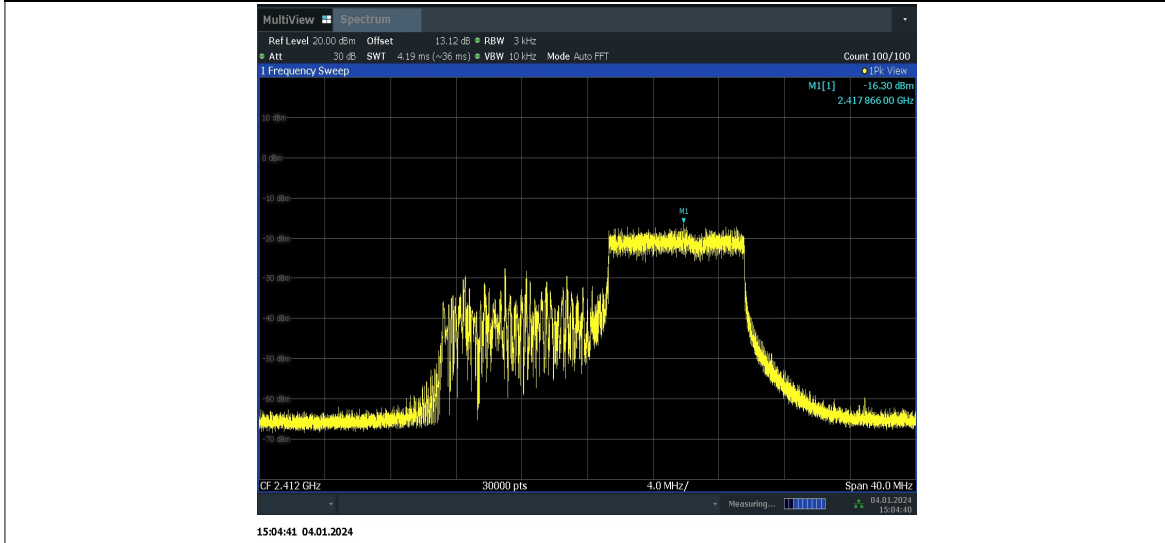 MultiView Spectrum
Ref Level 20.00 dBm Offset 13.12 dB RBW 3 kHz
Att 30 dB SWT 4.19 ms (~36 ms) VBW 10 kHz Mode Auto FFT Count 100/100
1 Frequency Sweep 1Pk View
M1[1] -16.30 dBm
2.417 866 00 GHz
10 dBm
0 dBm
-10 dBm
M1
-20 dBm
-30 dBm
-40 dBm
-50 dBm
-60 dBm
-70 dBm
CF 2.412 GHz 30000 pts 4.0 MHz/ Span 40.0 MHz
Measuring... 04.01.2024
15:04:40
15:04:41 04.01.2024